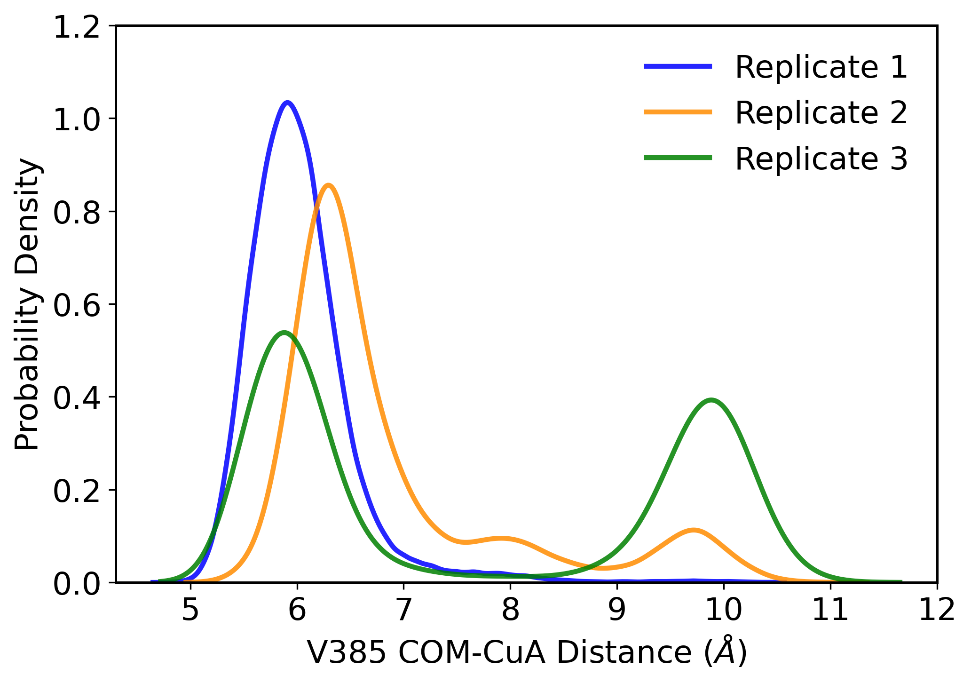 1.2
1.0
0.8
0.6
0.4
0.2
0.0
Probability Density
Replicate 1
Replicate 2
Replicate 3
5 6 7 8 9 10 11 12
V385 COM-CuA Distance (Å)